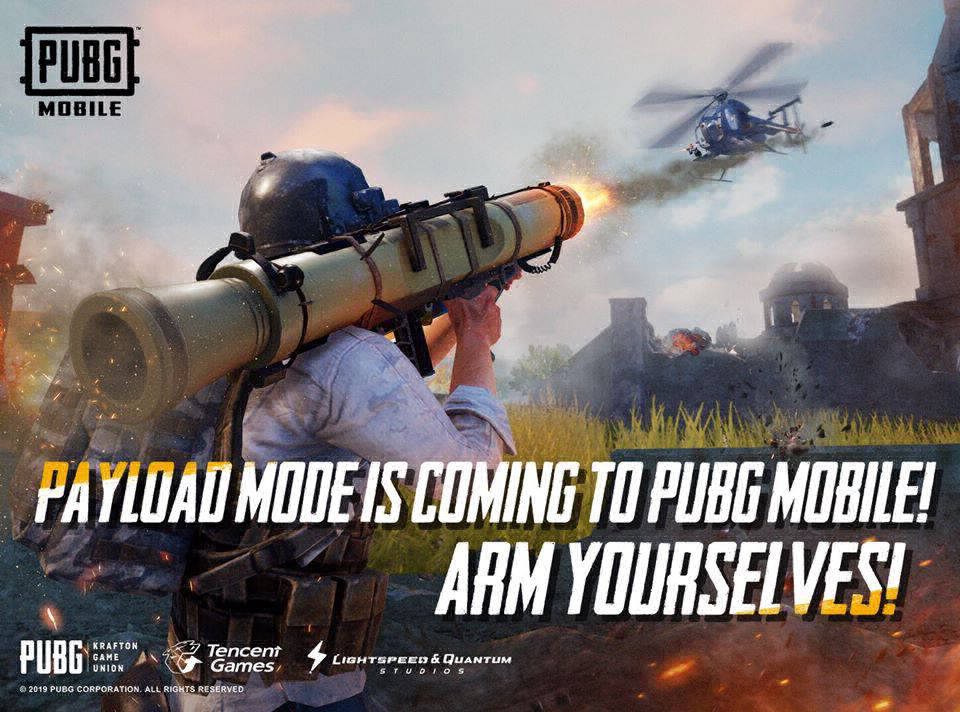 PUBG
MOBILE
PAYLOAD MODE IS COMING TO PUBG MOBILE!
ARM YOURSELVES!
PUBG
KRAFTON
GAME
UNION
Tencent
Games
LIGHTSPEED & QUANTUM
STUDIOS
© 2019 PUBG CORPORATION. ALL RIGHTS RESERVED